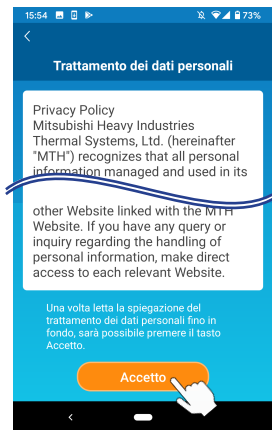 15:54
73%
Trattamento dei dati personali
Privacy Policy
Mitsubishi Heavy Industries
Thermal Systems, Ltd. (hereinafter
"MTH") recognizes that all personal
information managed and used in its
other Website linked with the MTH
Website. If you have any query or
inquiry regarding the handling of
personal information, make direct
access to each relevant Website.
Una volta letta la spiegazione del
trattamento dei dati personali fino in
fondo, sarà possibile premere il tasto
Accetto.
Accetto